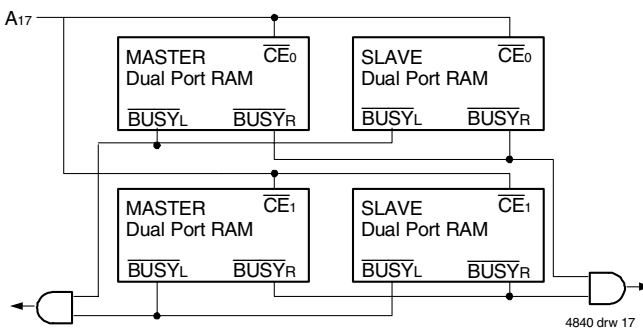 A17
MASTER CE0 SLAVE CE0
Dual Port RAM Dual Port RAM
BUSYL BUSYR BUSYL BUSYR
MASTER CE1 SLAVE CE1
Dual Port RAM Dual Port RAM
BUSYL BUSYR BUSYL BUSYR
4840 drw 17